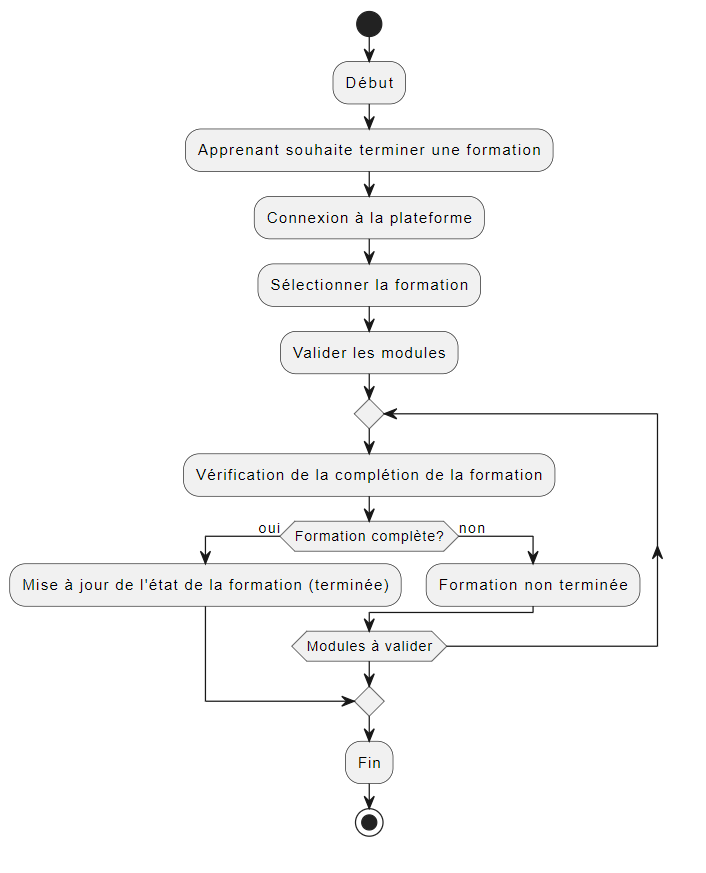 Début
Apprenant souhaite terminer une formation
Connexion à la plateforme
Sélectionner la formation
Valider les modules
Vérification de la complétion de la formation
oui
Formation complète?
non
Mise à jour de l'état de la formation (terminée)
Formation non terminée
Modules à valider
Fin